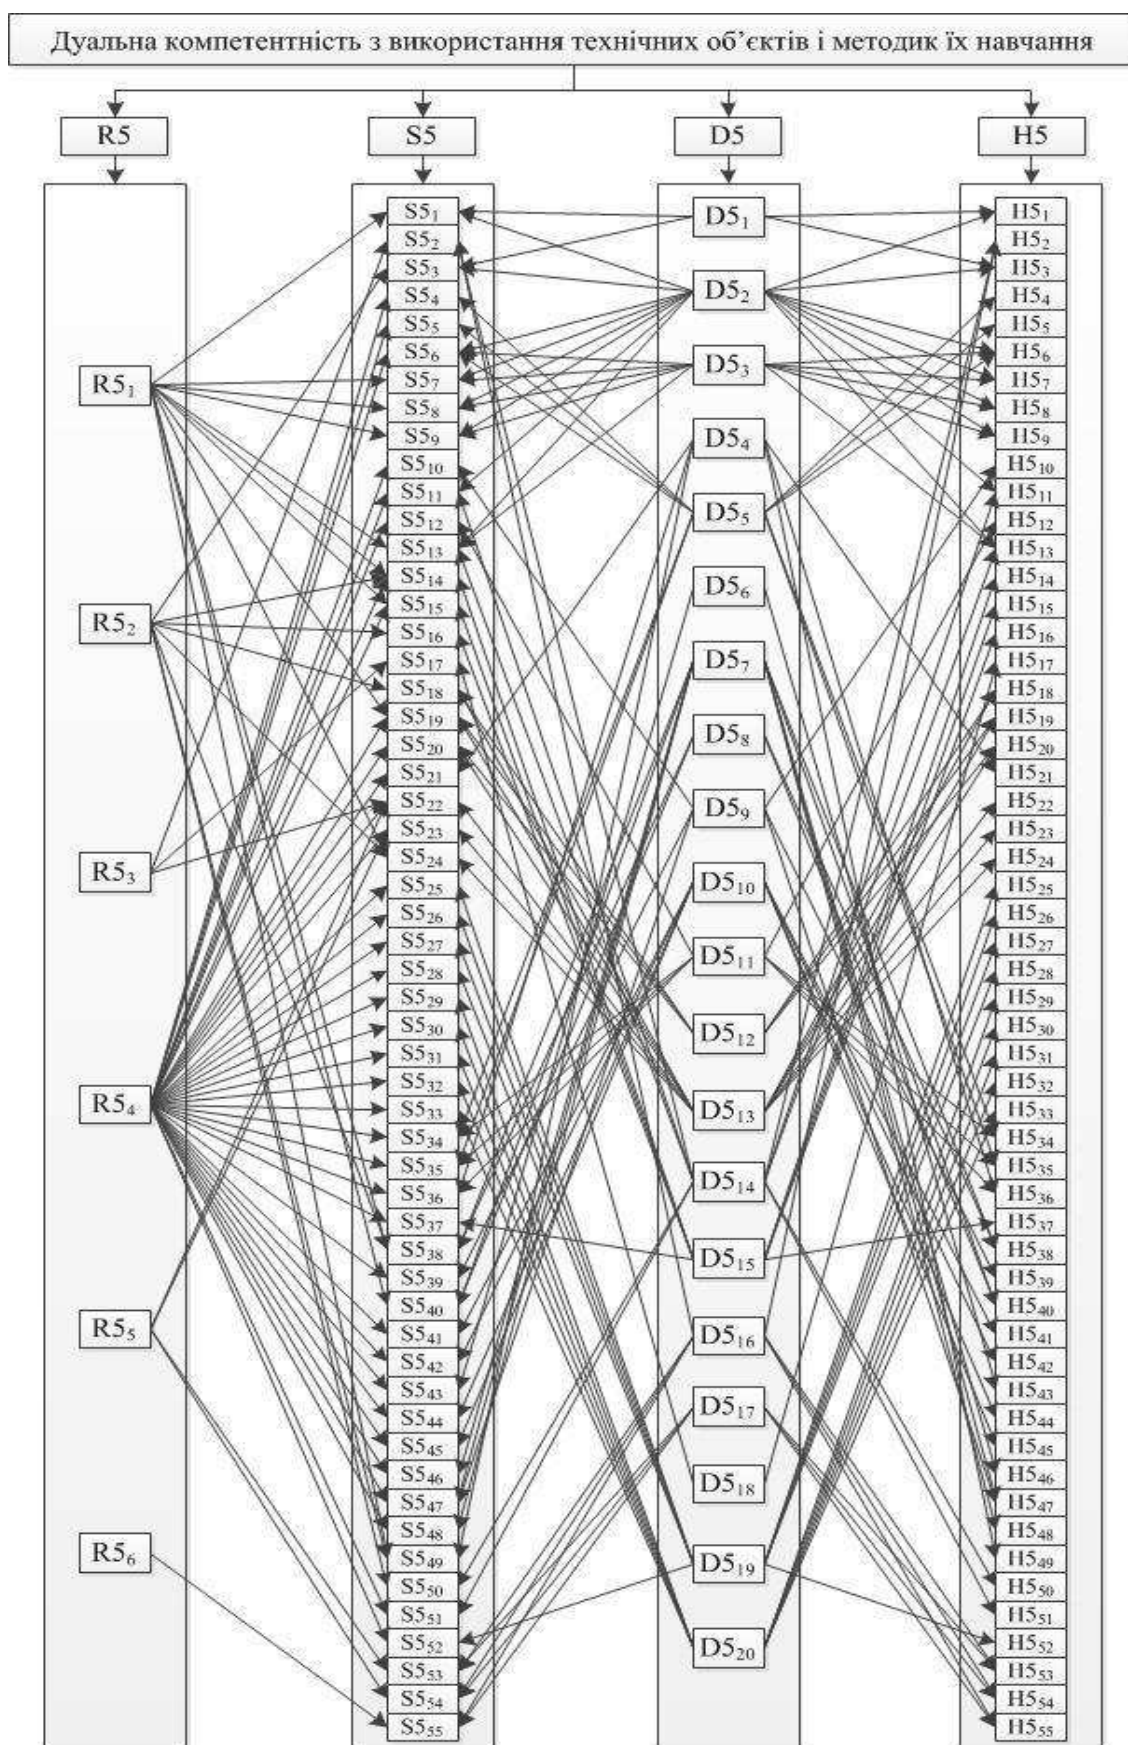 Дуальна компетентність з використання технічних об’єктів і методик їх навчання
R5 S5 D5 H5
S5₁ D5₁ H5₁
S5₂ H5₂
S5₃ H5₃
S5₄ D5₂ H5₄
S5₅ H5₅
S5₆ D5₃ H5₆
R5₁ S5₇ H5₇
S5₈ H5₈
S5₉ D5₄ H5₉
S5₁₀ H5₁₀
S5₁₁ H5₁₁
S5₁₂ D5₅ H5₁₂
S5₁₃ H5₁₃
S5₁₄ D5₆ H5₁₄
S5₁₅ H5₁₅
R5₂ S5₁₆ H5₁₆
S5₁₇ D5₇ H5₁₇
S5₁₈ H5₁₈
S5₁₉ H5₁₉
S5₂₀ D5₈ H5₂₀
S5₂₁ H5₂₁
S5₂₂ D5₉ H5₂₂
S5₂₃ H5₂₃
R5₃ S5₂₄ H5₂₄
S5₂₅ D5₁₀ H5₂₅
S5₂₆ H5₂₆
S5₂₇ D5₁₁ H5₂₇
S5₂₈ H5₂₈
S5₂₉ H5₂₉
S5₃₀ D5₁₂ H5₃₀
S5₃₁ H5₃₁
S5₃₂ H5₃₂
R5₄ S5₃₃ D5₁₃ H5₃₃
S5₃₄ H5₃₄
S5₃₅ D5₁₄ H5₃₅
S5₃₆ H5₃₆
S5₃₇ H5₃₇
S5₃₈ D5₁₅ H5₃₈
S5₃₉ H5₃₉
S5₄₀ H5₄₀
R5₅ S5₄₁ D5₁₆ H5₄₁
S5₄₂ H5₄₂
S5₄₃ D5₁₇ H5₄₃
S5₄₄ H5₄₄
S5₄₅ H5₄₅
S5₄₆ D5₁₈ H5₄₆
S5₄₇ H5₄₇
S5₄₈ H5₄₈
R5₆ S5₄₉ D5₁₉ H5₄₉
S5₅₀ H5₅₀
S5₅₁ H5₅₁
S5₅₂ D5₂₀ H5₅₂
S5₅₃ H5₅₃
S5₅₄ H5₅₄
S5₅₅ H5₅₅